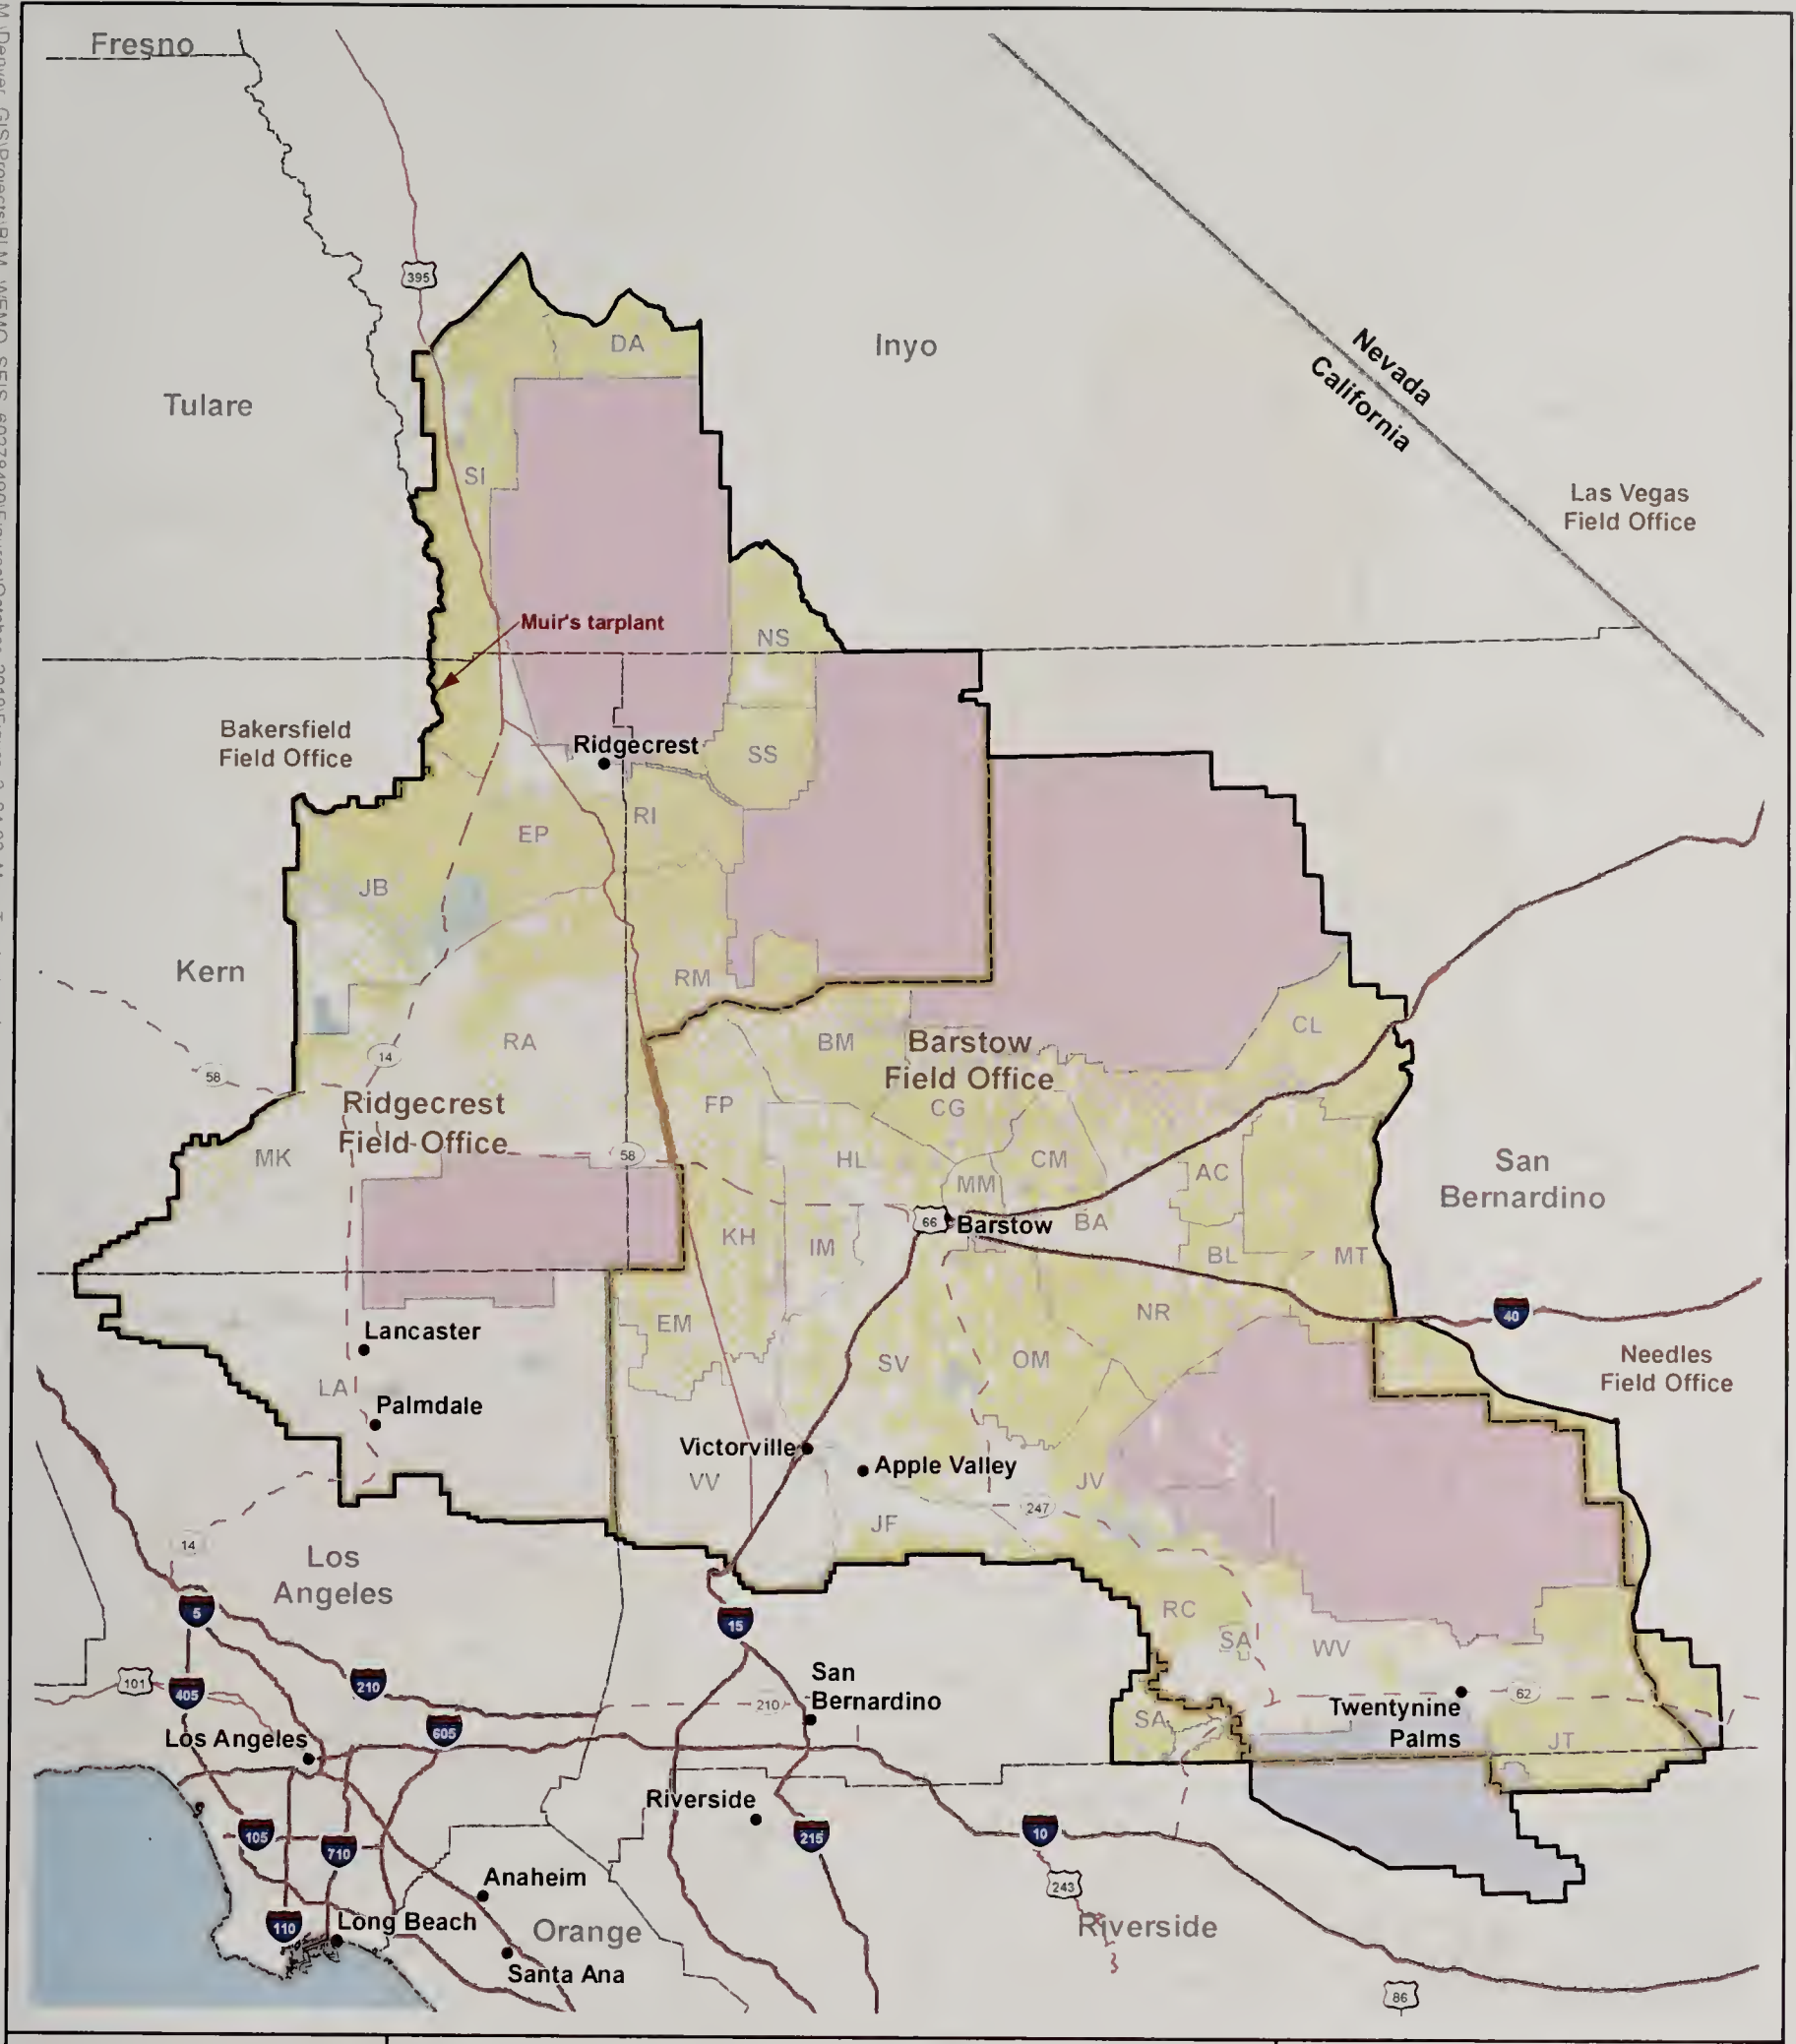 Fresno
395
DA
Inyo
Nevada
California
Tulare
SI
Las Vegas
Field Office
Muir's tarplant
NS
Bakersfield
Field Office
Ridgecrest
SS
RI
EP
JB
Kern
RM
CL
RA
BM
Barstow
Field Office
14
58
Ridgecrest
Field Office
FP
CG
MK
58
HL
CM
AC
MM
San
Bernardino
66
Barstow
BA
KH
IM
BL
MT
NR
40
EM
Lancaster
SV
OM
Needles
Field Office
LA
Palmdale
Victorville
Apple Valley
VV
JV
247
JF
14
Los
Angeles
5
15
RC
SA
WV
101
405
210
San
Bernardino
210
Twentynine
Palms
62
605
SA
JT
Los Angeles
Riverside
105
710
215
10
Anaheim
243
110
Long Beach
Orange
Riverside
Santa Ana
86